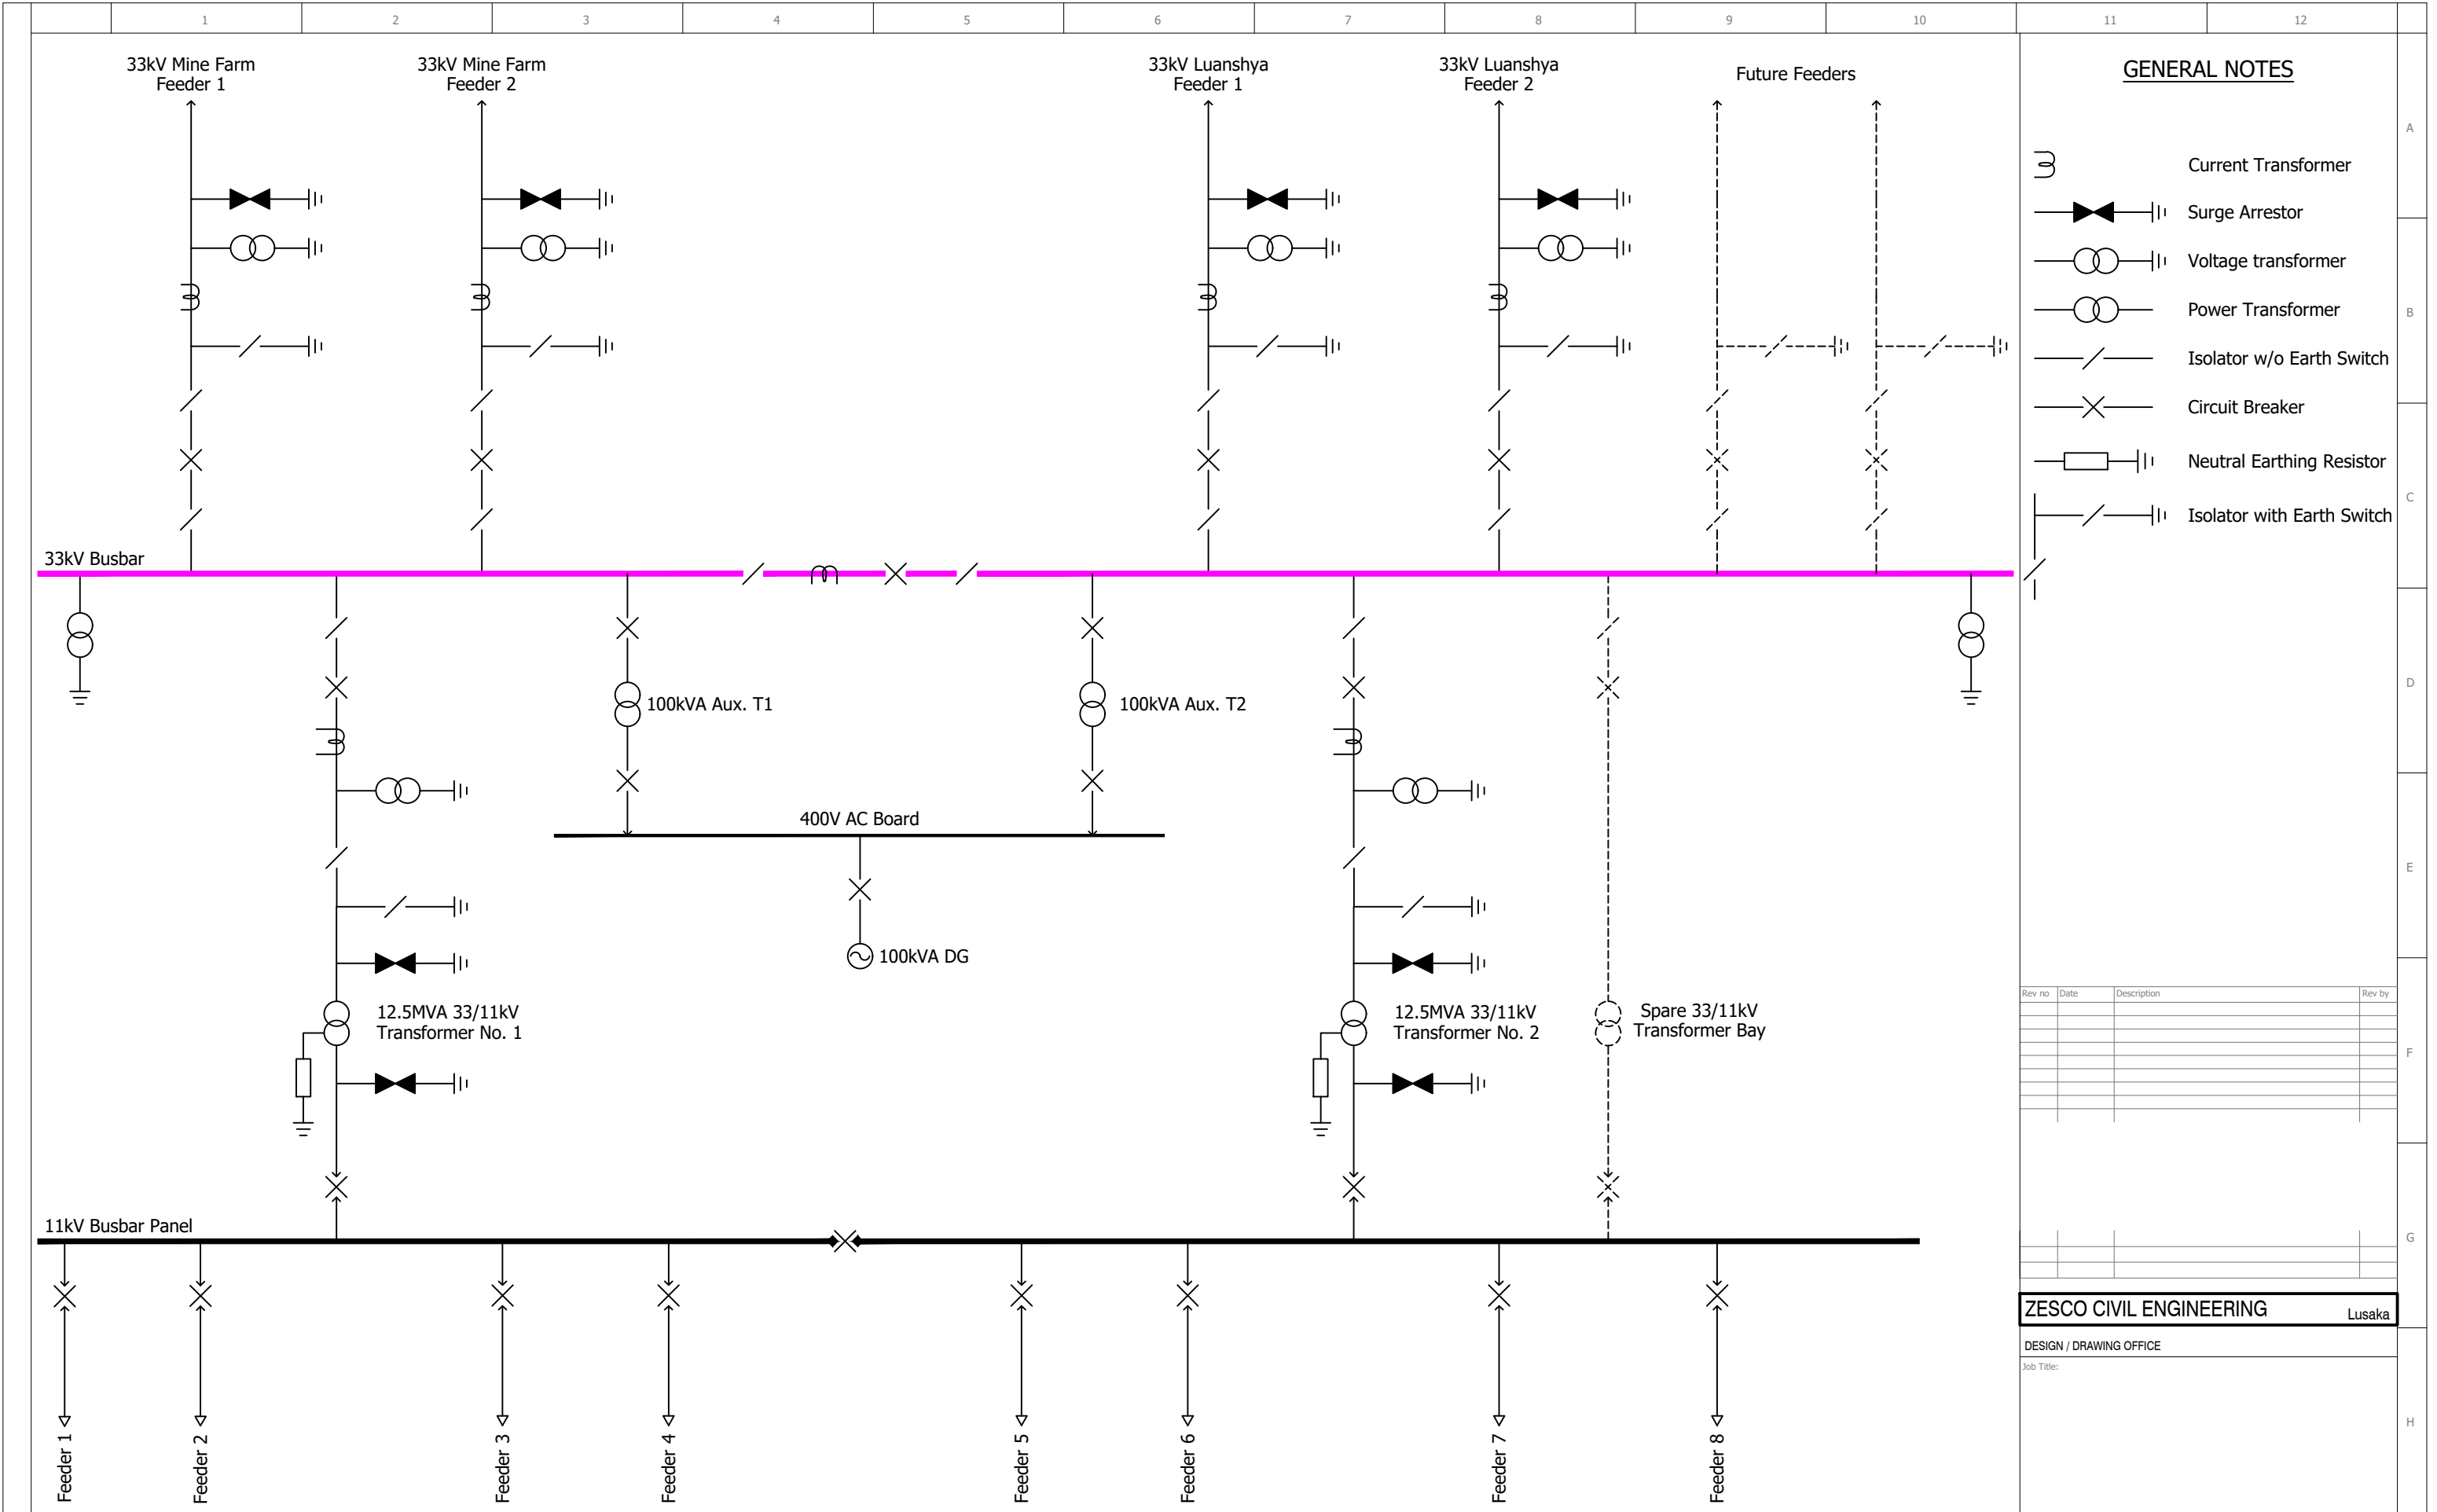 1 2 3 4 5 6 7 8 9 10 11 12
33kV Mine Farm
Feeder 1
33kV Mine Farm
Feeder 2
33kV Luanshya
Feeder 1
33kV Luanshya
Feeder 2
Future Feeders
GENERAL NOTES
A
Current Transformer
Surge Arrestor
Voltage transformer
Power Transformer
B
Isolator w/o Earth Switch
Circuit Breaker
Neutral Earthing Resistor
C
Isolator with Earth Switch
33kV Busbar
D
100kVA Aux. T1
100kVA Aux. T2
400V AC Board
E
100kVA DG
12.5MVA 33/11kV
Transformer No. 1
12.5MVA 33/11kV
Transformer No. 2
Spare 33/11kV
Transformer Bay
Rev no Date Description Rev by
F
11kV Busbar Panel
G
ZESCO CIVIL ENGINEERING Lusaka
DESIGN / DRAWING OFFICE
Job Title:
H
Feeder 1
Feeder 2
Feeder 3
Feeder 4
Feeder 5
Feeder 6
Feeder 7
Feeder 8